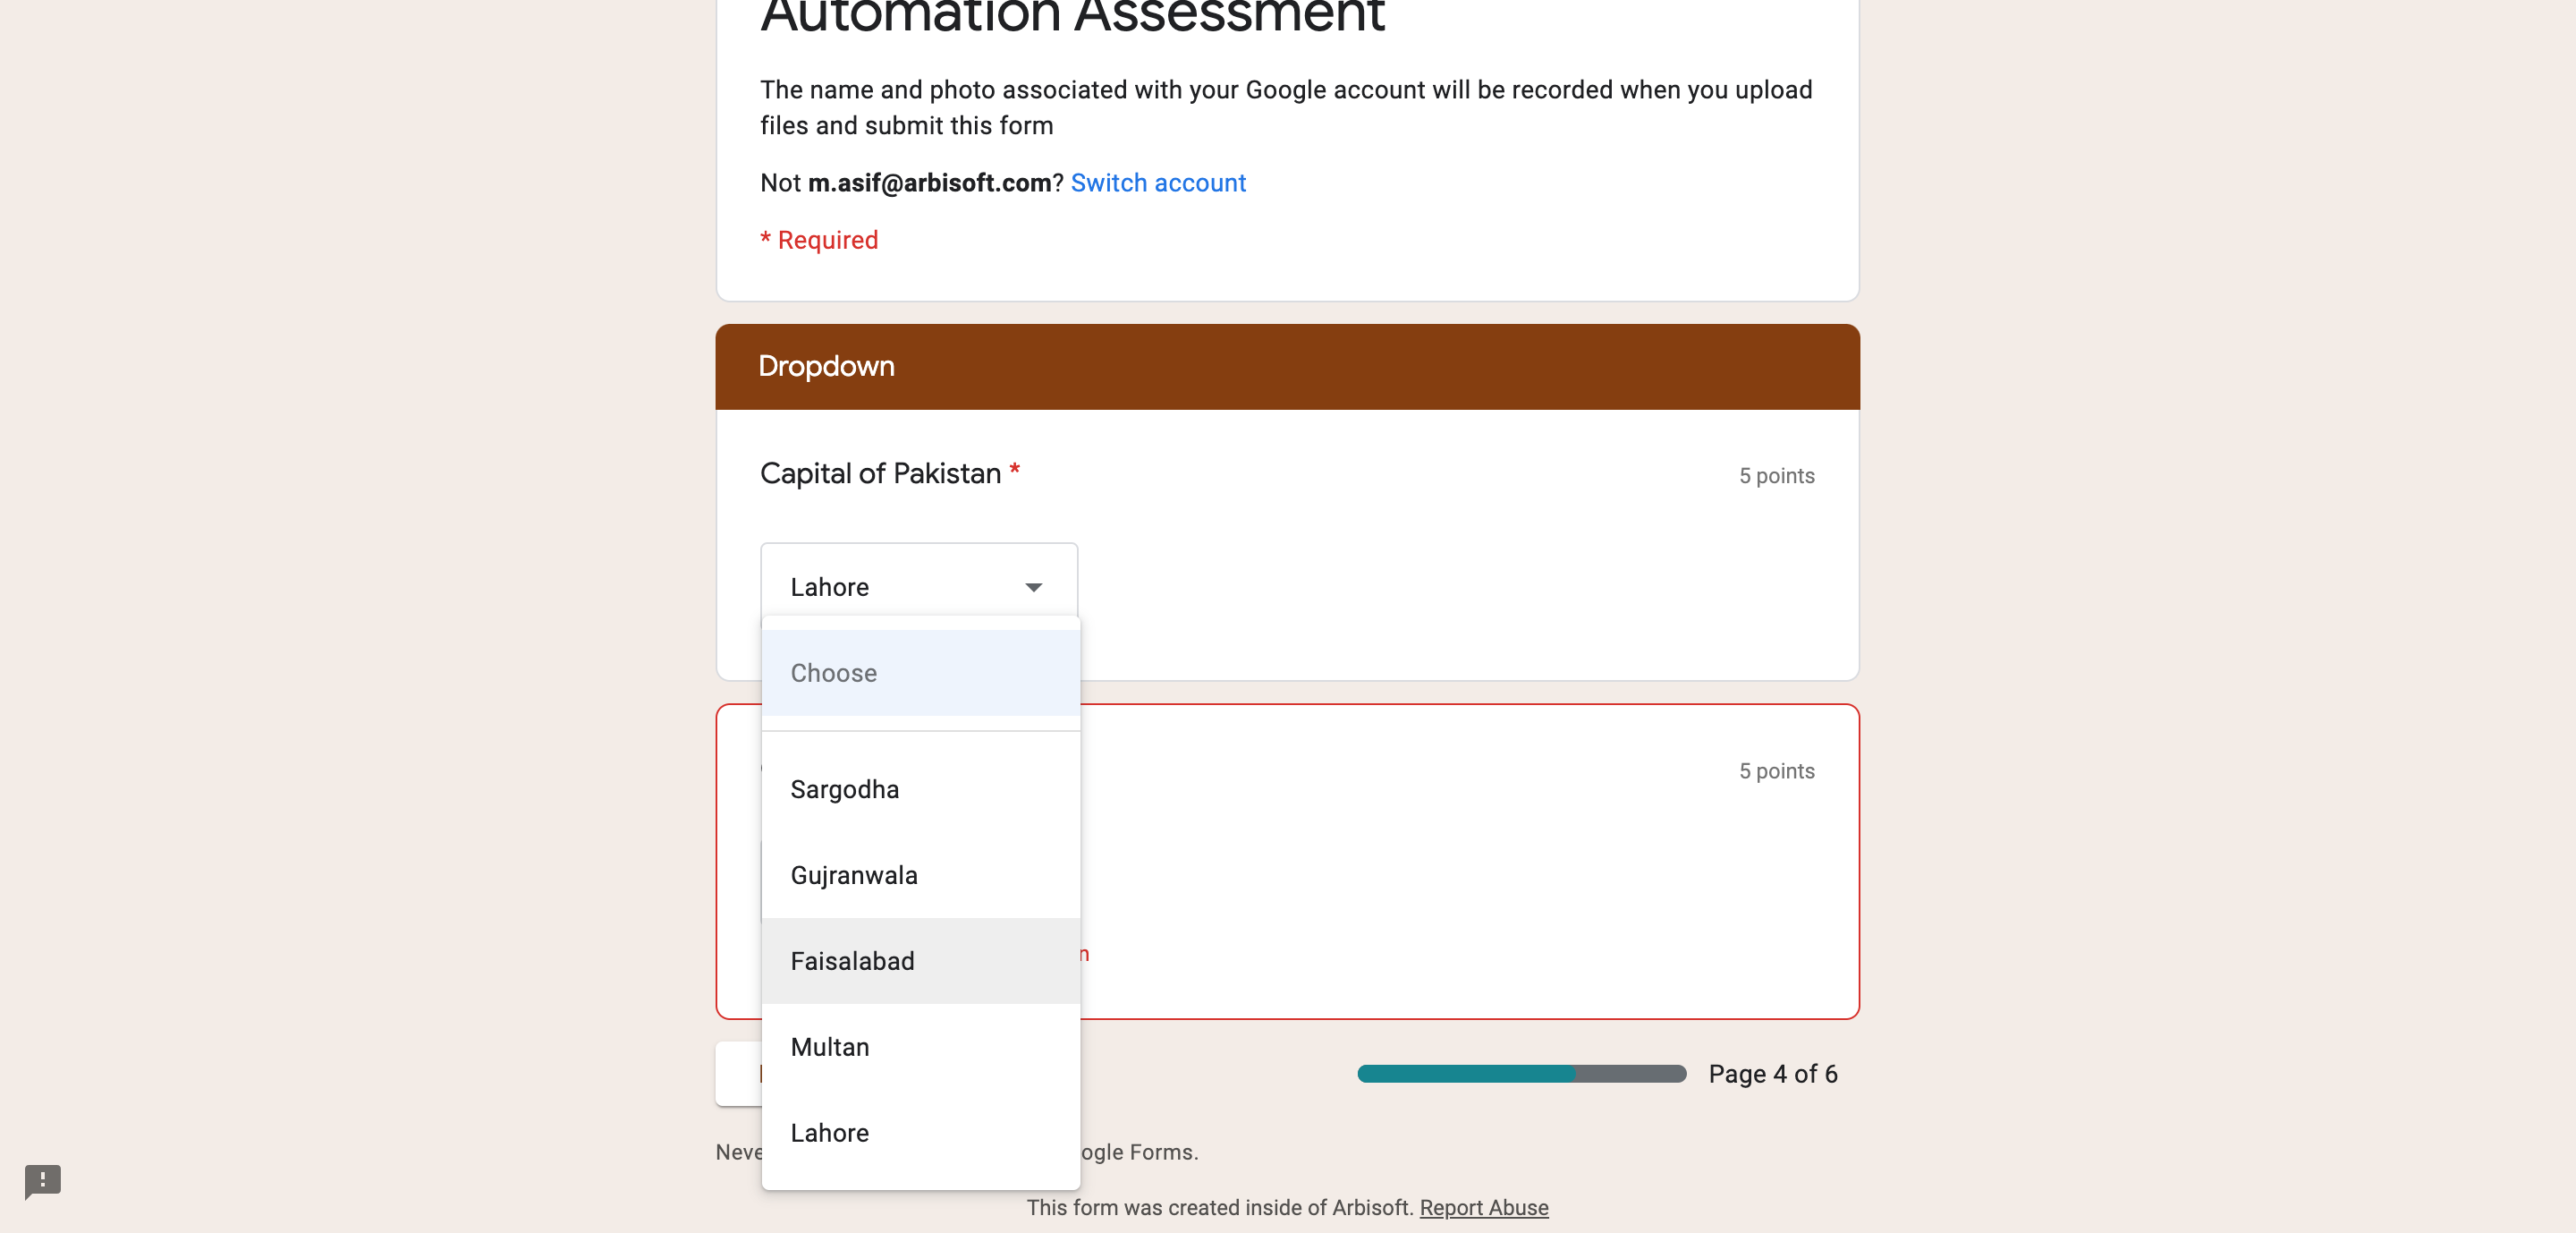 Automation Assessment
The name and photo associated with your Google account will be recorded when you upload
files and submit this form
Not m.asif@arbisoft.com? Switch account
* Required
Dropdown
Capital of Pakistan *
5 points
Lahore
Choose
5 points
Sargodha
Gujranwala
Faisalabad
Multan
Lahore
Page 4 of 6
ogle Forms.
This form was created inside of Arbisoft. Report Abuse